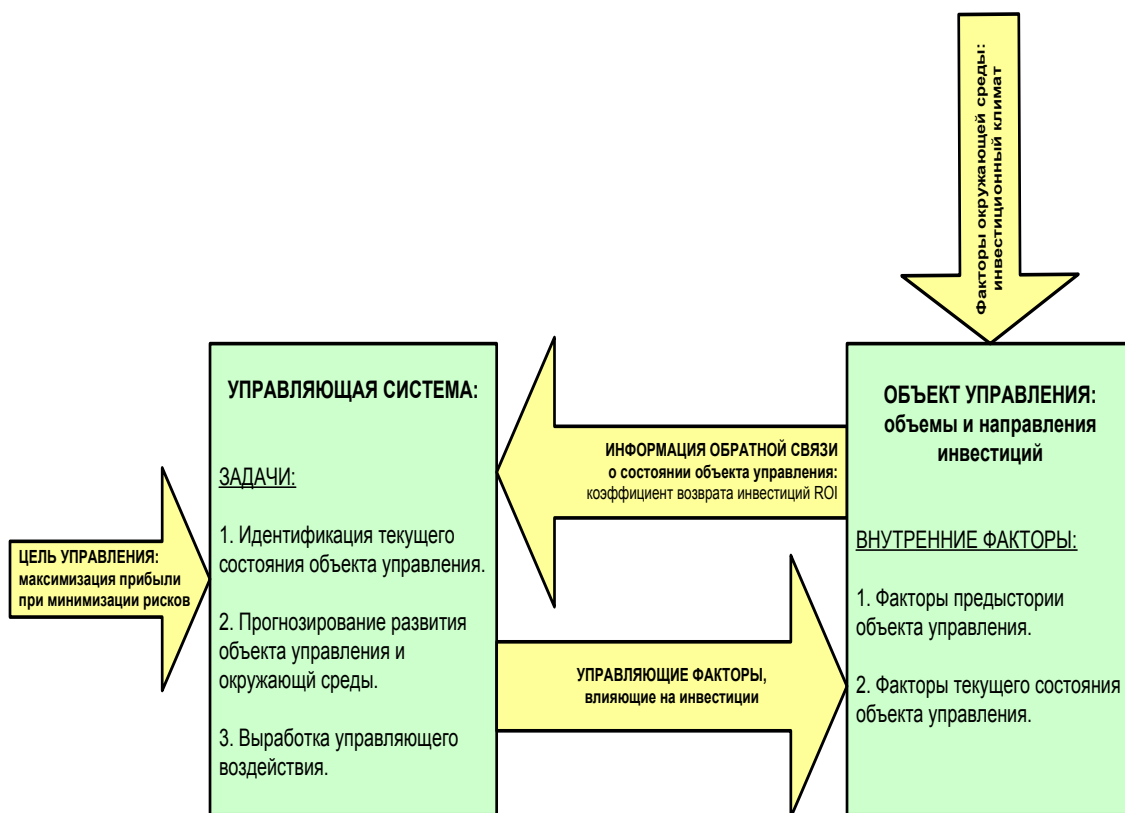 Факторы окружающей среды:
инвестиционный климат
УПРАВЛЯЮЩАЯ СИСТЕМА:
ЗАДАЧИ:
1. Идентификация текущего
состояния объекта управления.
2. Прогнозирование развития
объекта управления и
окружающй среды.
3. Выработка управляющего
воздействия.
ЦЕЛЬ УПРАВЛЕНИЯ:
максимизация прибыли
при минимизации рисков
ИНФОРМАЦИЯ ОБРАТНОЙ СВЯЗИ
о состоянии объекта управления:
коэффициент возврата инвестиций ROI
УПРАВЛЯЮЩИЕ ФАКТОРЫ,
влияющие на инвестиции
ОБЪЕКТ УПРАВЛЕНИЯ:
объемы и направления
инвестиций
ВНУТРЕННИЕ ФАКТОРЫ:
1. Факторы предыстории
объекта управления.
2. Факторы текущего состояния
объекта управления.